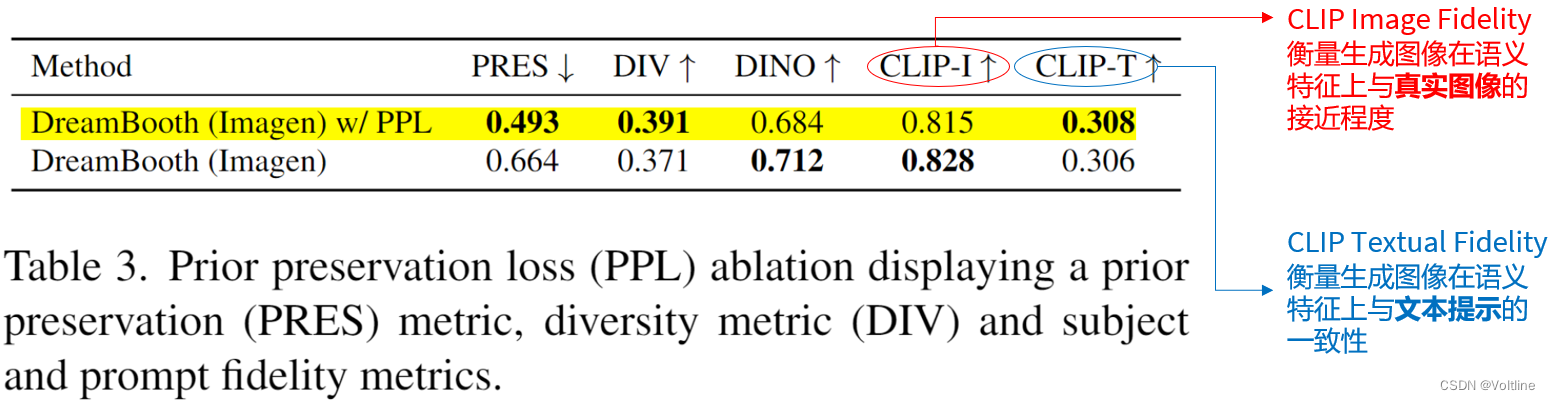 Method PRES ↓ DIV ↑ DINO ↑ CLIP-I ↑ CLIP-T ↑
DreamBooth (Imagen) w/ PPL 0.493 0.391 0.684 0.815 0.308
DreamBooth (Imagen) 0.664 0.371 0.712 0.828 0.306
Table 3. Prior preservation loss (PPL) ablation displaying a prior
preservation (PRES) metric, diversity metric (DIV) and subject
and prompt fidelity metrics.
CLIP Image Fidelity
衡量生成图像在语义
特征上与真实图像的
接近程度
CLIP Textual Fidelity
衡量生成图像在语义
特征上与文本提示的
一致性
CSDN @Voltline